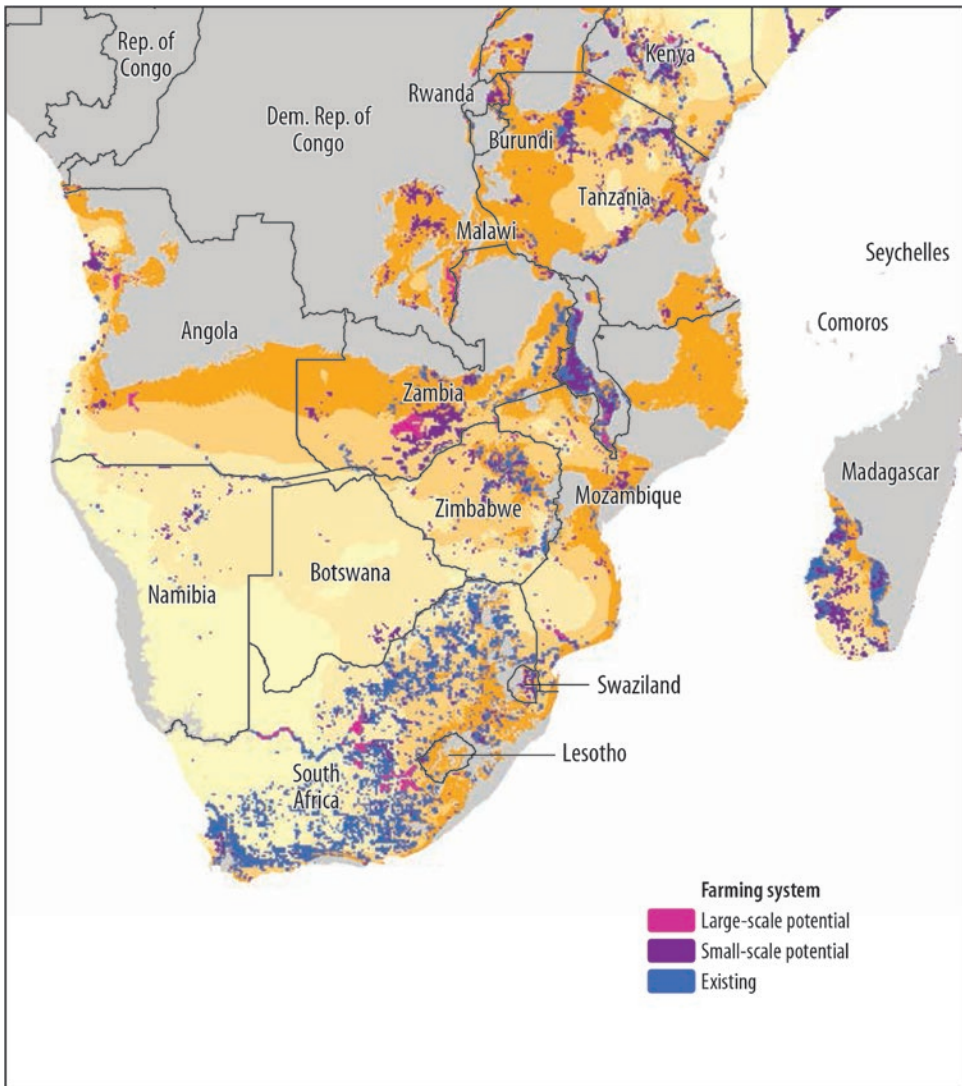 Rep. of
Congo
Kenya
Rwanda
Dem. Rep. of
Congo
Burundi
Tanzania
Malawi
Seychelles
Comoros
Angola
Zambia
Madagascar
Mozambique
Zimbabwe
Botswana
Namibia
Swaziland
Lesotho
South
Africa
Farming system
Large-scale potential
Small-scale potential
Existing